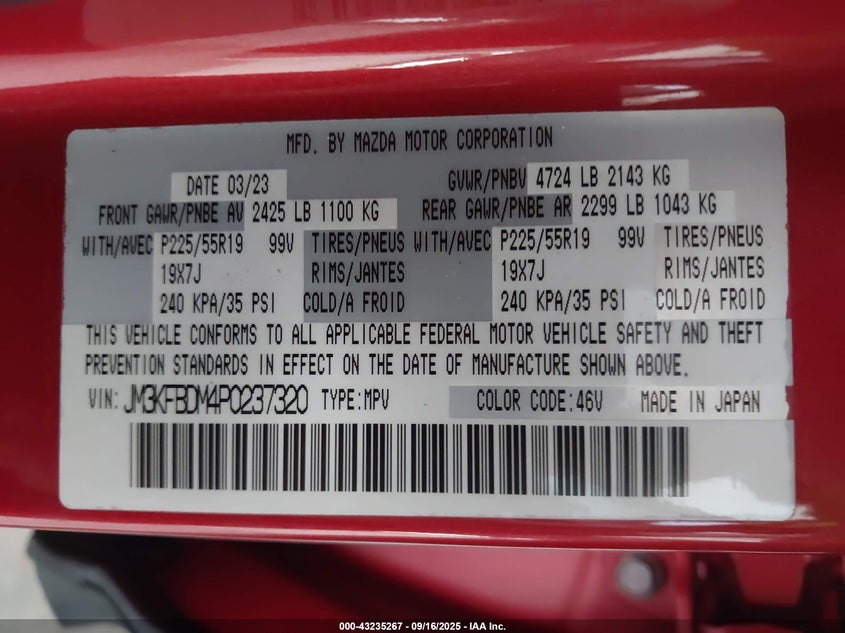 MFD. BY MAZDA MOTOR CORPORATION
DATE 03/23 GVWR/PNBV 4724 LB 2143 KG
FRONT GAWR/PNBE AV 2425 LB 1100 KG REAR GAWR/PNBE AR 2299 LB 1043 KG
WITH/AVEC P225/55R19 99V TIRES/PNEUS WITH/AVEC P225/55R19 99V TIRES/PNEUS
19X7J RIMS/JANTES 19X7J RIMS/JANTES
240 KPA/35 PSI COLD/A FROID 240 KPA/35 PSI COLD/A FROID
THIS VEHICLE CONFORMS TO ALL APPLICABLE FEDERAL MOTOR VEHICLE SAFETY AND THEFT
PREVENTION STANDARDS IN EFFECT ON THE DATE OF MANUFACTURE SHOWN ABOVE.
VIN: JM3KFBDM4P0237320 TYPE:MPV COLOR CODE:46V MADE IN JAPAN
000-43235267 - 09/16/2025 - IAA Inc.